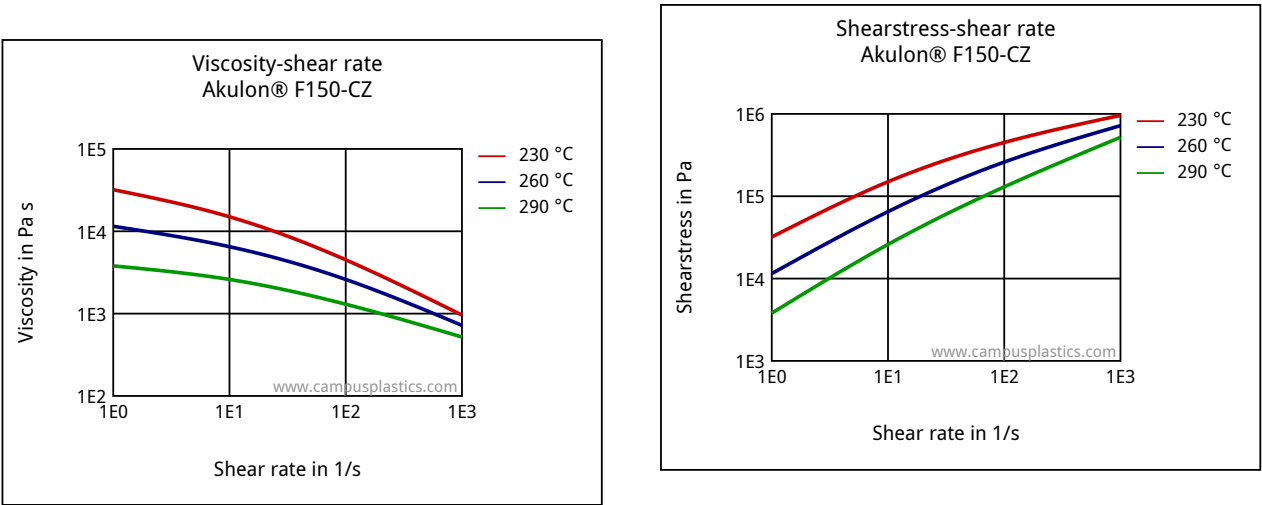 Viscosity-shear rate
Akulon® F150-CZ
Viscosity in Pa s
1E5
1E4
1E3
1E2
1E0 1E1 1E2 1E3
Shear rate in 1/s
230 °C
260 °C
290 °C
www.campusplastics.com
Shearstress-shear rate
Akulon® F150-CZ
Shearstress in Pa
1E6
1E5
1E4
1E3
1E0 1E1 1E2 1E3
Shear rate in 1/s
230 °C
260 °C
290 °C
www.campusplastics.com